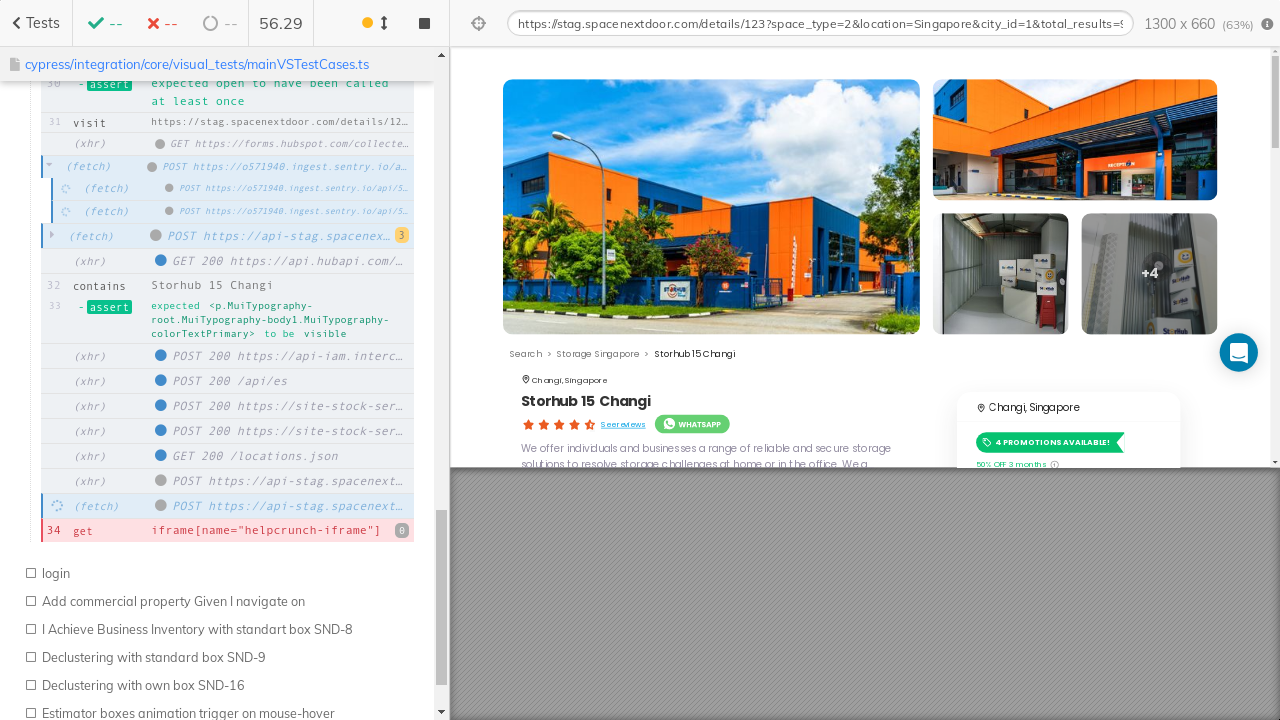 Tests
--
--
--
56.29
https://stag.spacenextdoor.com/details/123?space_type=2&location=Singapore&city_id=1&total_results=
1300 x 660 (63%)
cypress/integration/core/visual_tests/mainVSTestCases.ts
30 -assert expected open to have been called
at least once
31 visit https://stag.spacenextdoor.com/details/12…
(xhr) GET https://forms.hubspot.com/collecte…
(fetch) POST https://o571940.ingest.sentry.io/a…
(fetch) POST https://o571940.ingest.sentry.io/api/5…
(fetch) POST https://o571940.ingest.sentry.io/api/5…
(fetch) POST https://api-stag.spacenex… 3
(xhr) GET 200 https://api.hubapi.com/…
32 contains Storhub 15 Changi
33 assert expected <p.MuiTypography-
root.MuiTypography-body1.MuiTypography-
colorTextPrimary> to be visible
(xhr) POST 200 https://api-iam.interc…
(xhr) POST 200 /api/es
(xhr) POST 200 https://site-stock-ser…
(xhr) POST 200 https://site-stock-ser…
(xhr) GET 200 /locations.json
(xhr) POST https://api-stag.spacenext…
(fetch) POST https://api-stag.spacenext…
34 get iframe[name="helpcrunch-iframe"] 0
login
Add commercial property Given I navigate on
I Achieve Business Inventory with standart box SND-8
Declustering with standard box SND-9
Declustering with own box SND-16
Estimator boxes animation trigger on mouse-hover
RECEPTION
STORHUB
+4
Search > Storage Singapore > Storhub 15 Changi
Changi, Singapore
Storhub 15 Changi
See reviews
WHATSAPP
We offer individuals and businesses a range of reliable and secure storage
solutions to resolve storage challenges at home or in the office. We a
Changi, Singapore
4 PROMOTIONS AVAILABLE!
50% OFF 3 months